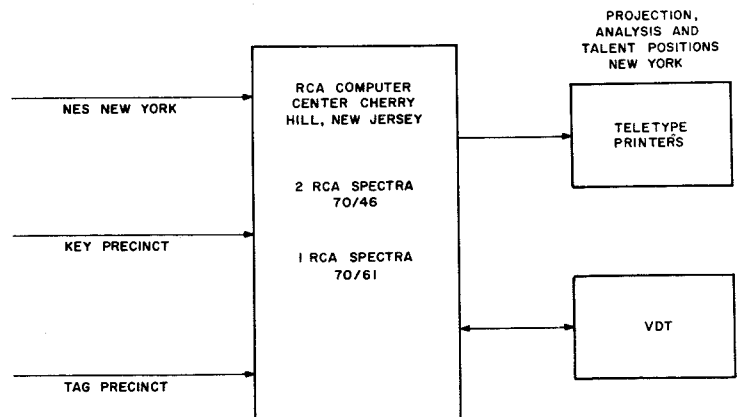 PROJECTION,
ANALYSIS AND
TALENT POSITIONS
NEW YORK
NES NEW YORK
KEY PRECINCT
TAG PRECINCT
RCA COMPUTER
CENTER CHERRY
HILL, NEW JERSEY
2 RCA SPECTRA
70/46
1 RCA SPECTRA
70/61
TELETYPE
PRINTERS
VDT